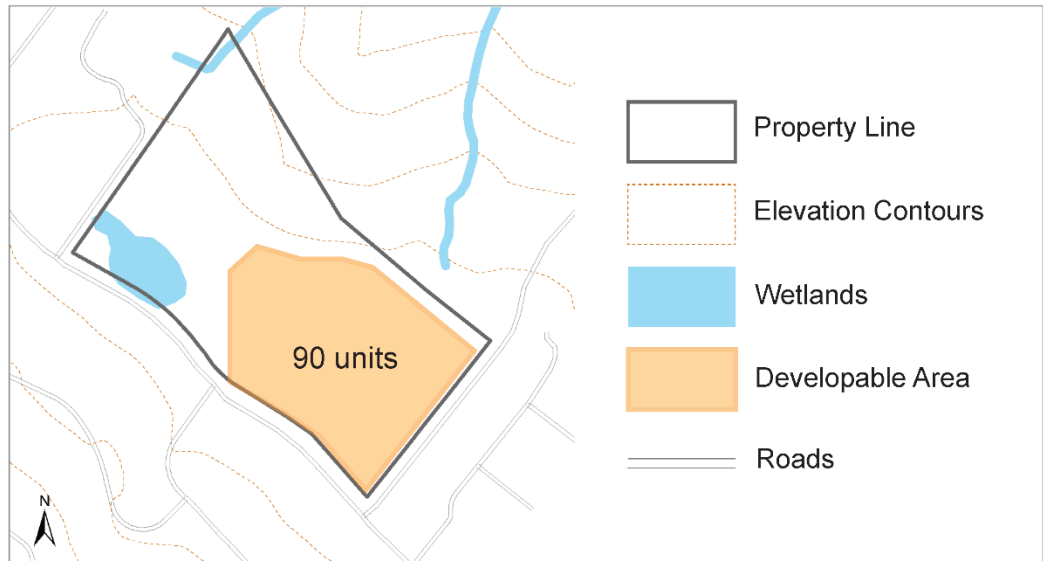 90 units
N
Property Line
Elevation Contours
Wetlands
Developable Area
Roads